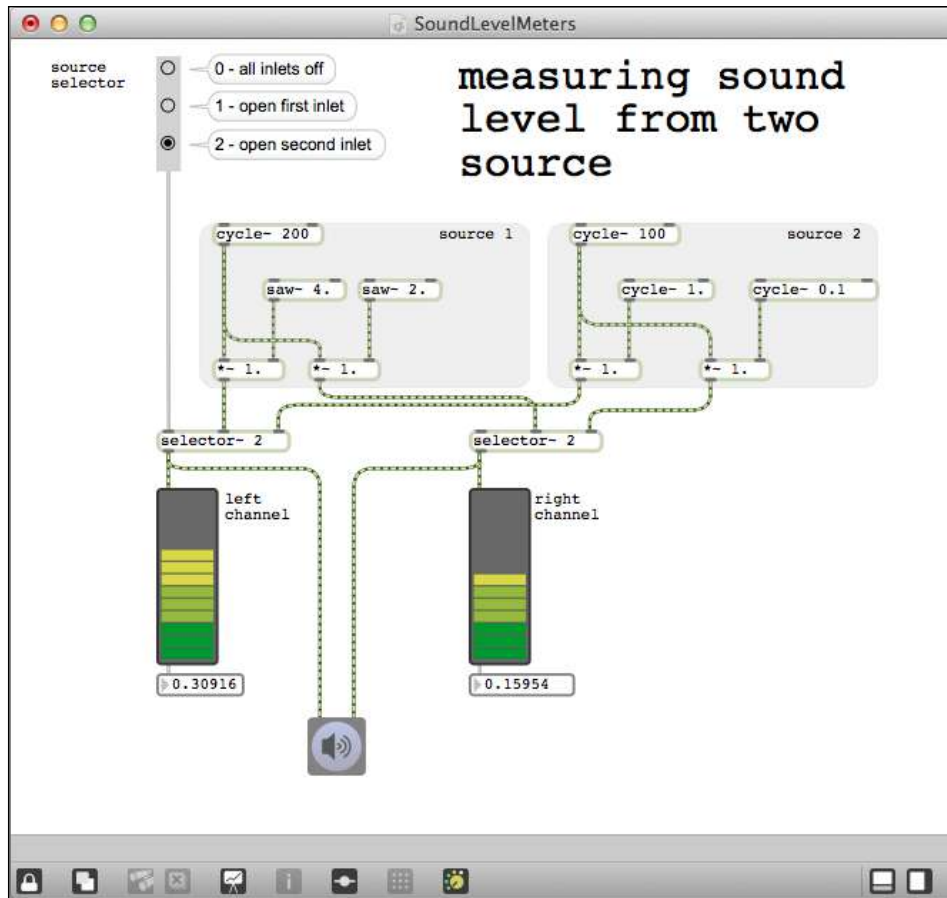 SoundLevelMeters
source
selector
0 - all inlets off
1 - open first inlet
2 - open second inlet
measuring sound
level from two
source
cycle~ 200
source 1
cycle~ 100
source 2
saw~ 4.
saw~ 2.
cycle~ 1.
cycle~ 0.1
*~ 1.
*~ 1.
*~ 1.
*~ 1.
selector~ 2
selector~ 2
left
channel
right
channel
0.30916
0.15954